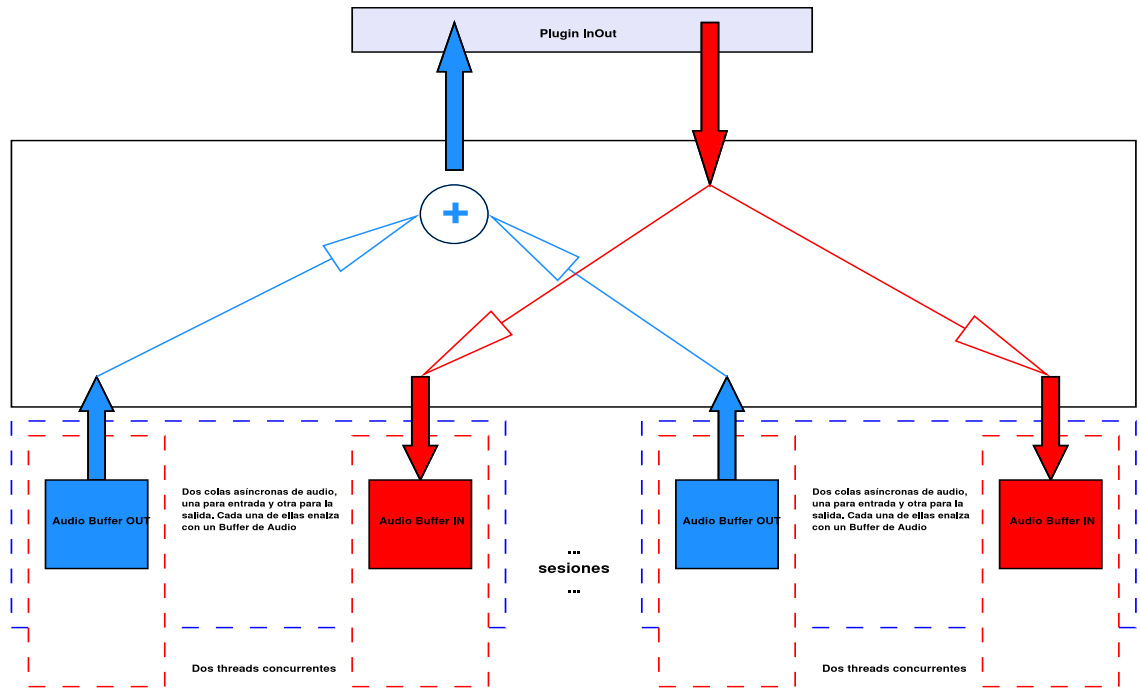 Plugin InOut
+
Audio Buffer OUT
Dos colas asíncronas de audio,
una para entrada y otra para la
salida. Cada una de ellas enalza
con un Buffer de Audio
Audio Buffer IN
...
sesiones
...
Audio Buffer OUT
Dos colas asíncronas de audio,
una para entrada y otra para la
salida. Cada una de ellas enalza
con un Buffer de Audio
Audio Buffer IN
Dos threads concurrentes
Dos threads concurrentes